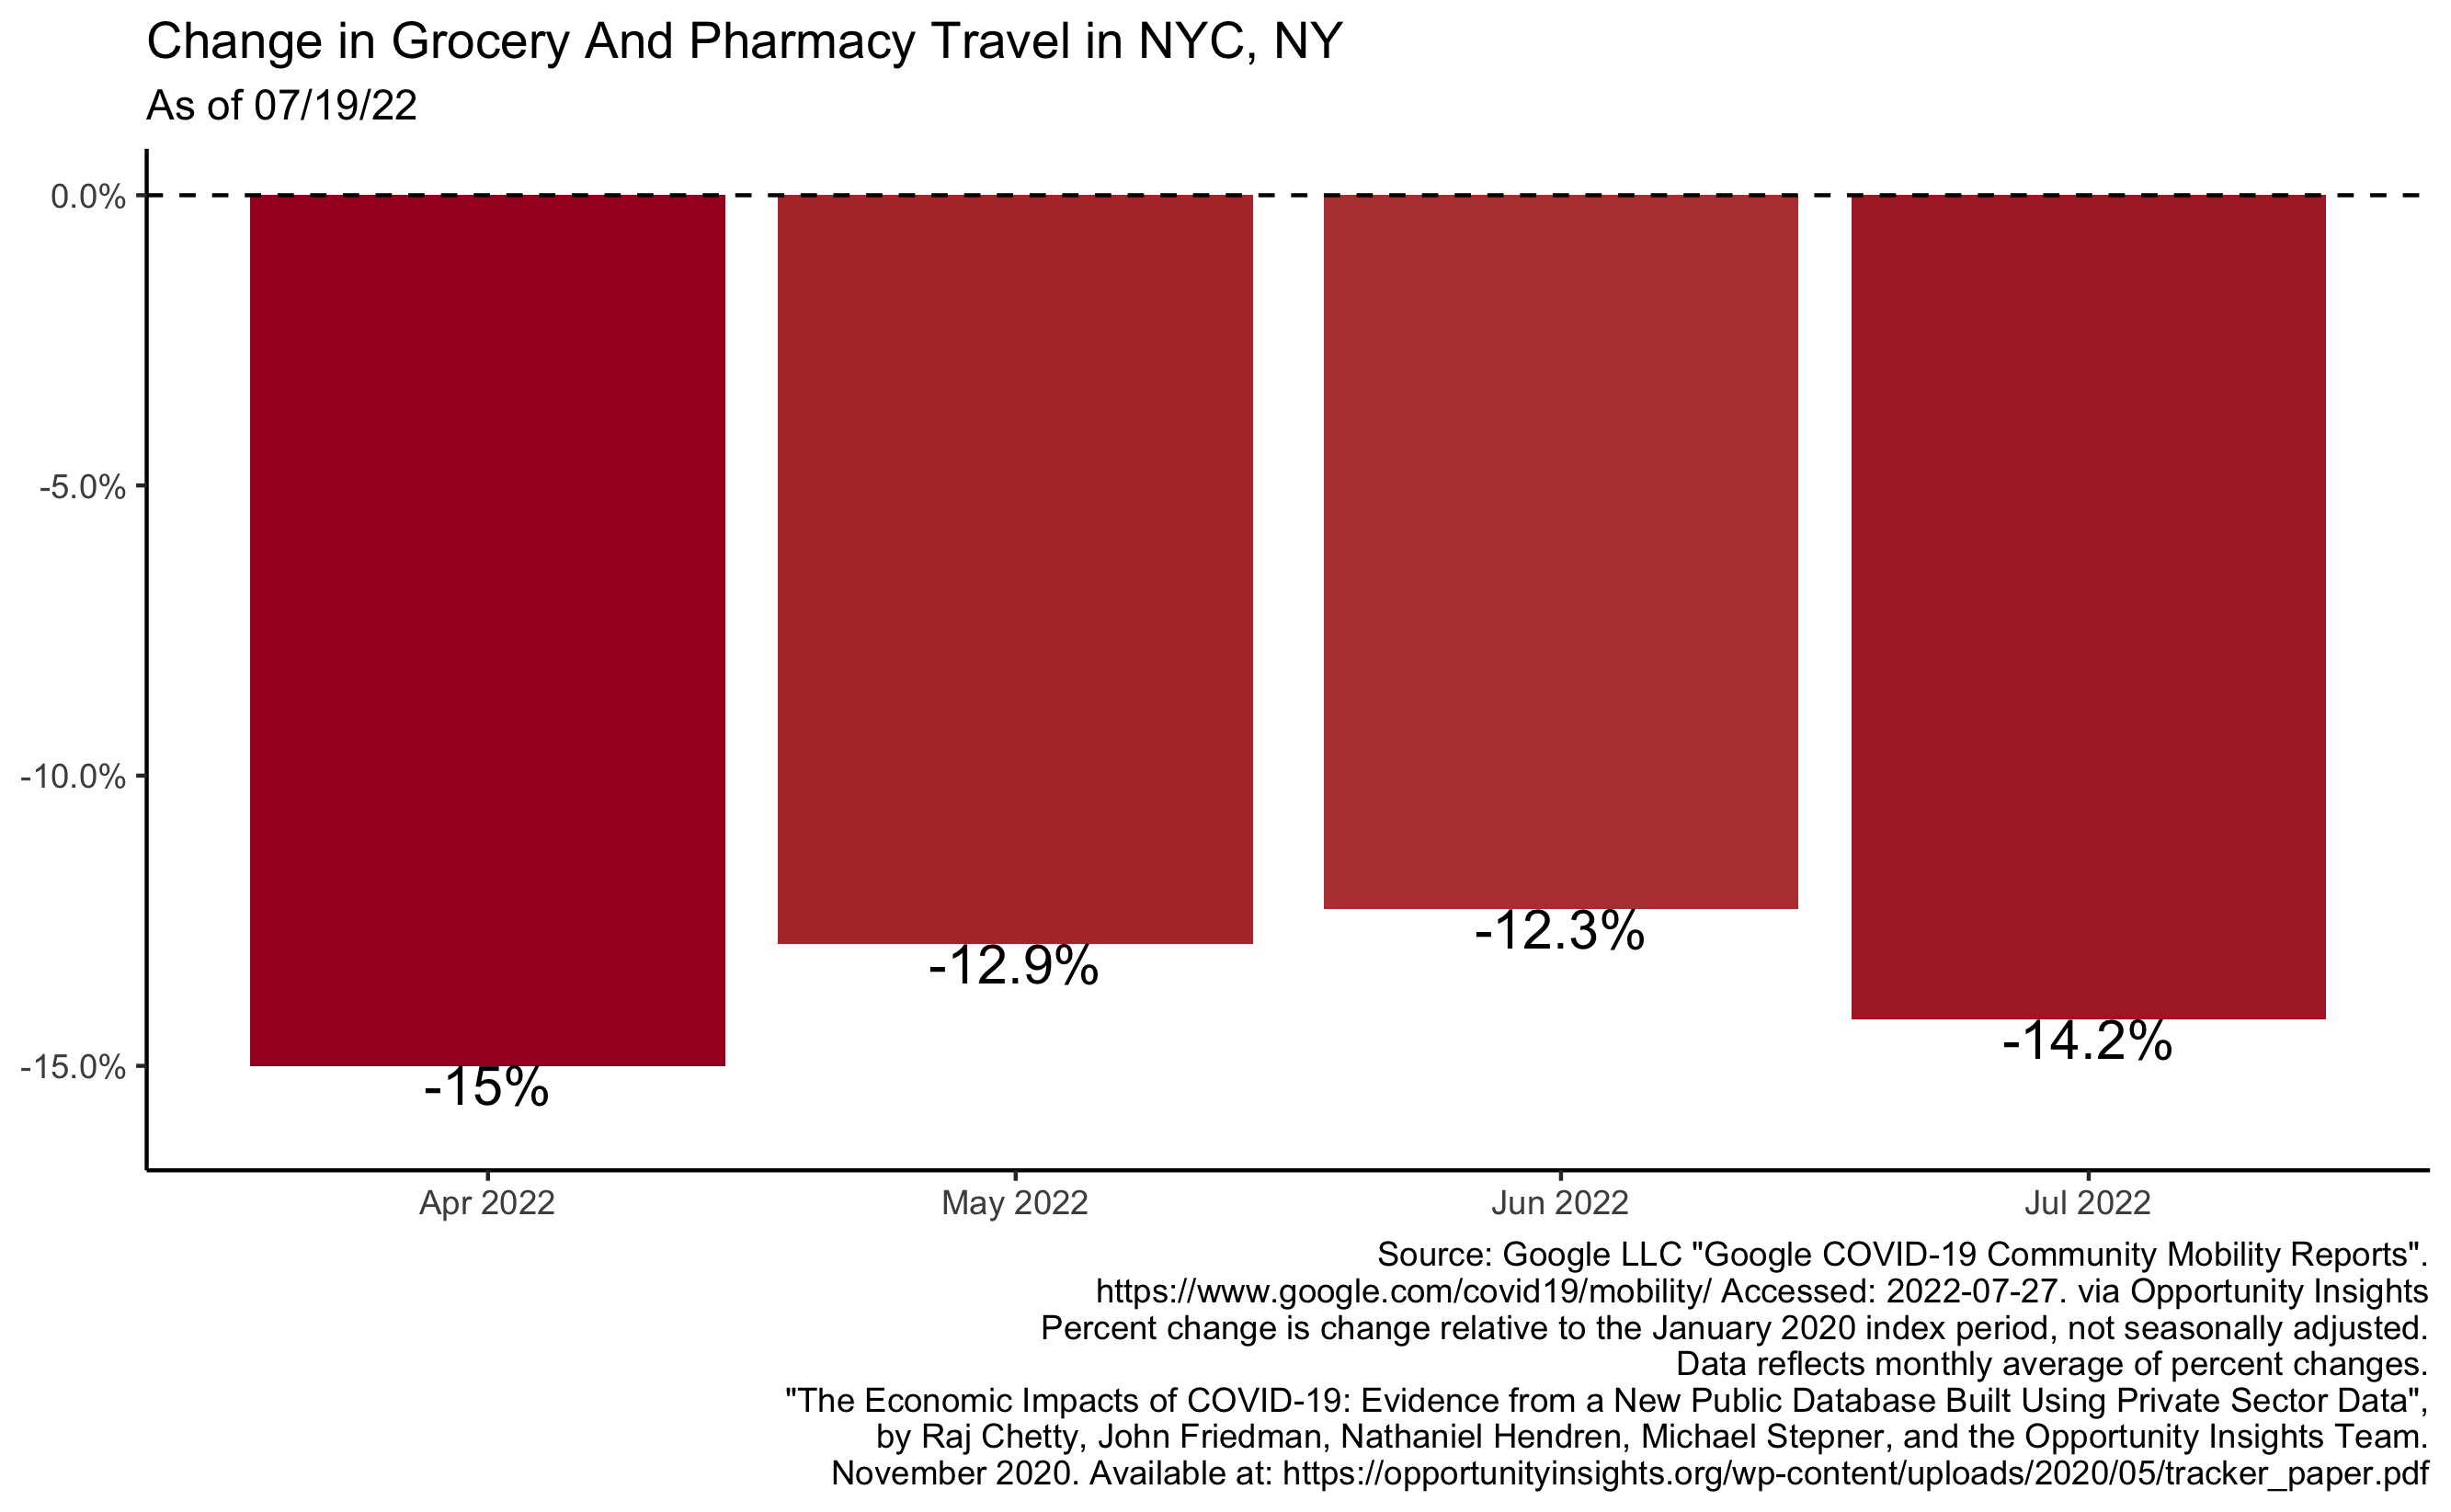 Change in Grocery And Pharmacy Travel in NYC, NY
As of 07/19/22
0.0%
-5.0%
-10.0%
-15.0%
-15%
-12.9%
-12.3%
-14.2%
Apr 2022
May 2022
Jun 2022
Jul 2022
Source: Google LLC "Google COVID-19 Community Mobility Reports".
https://www.google.com/covid19/mobility/ Accessed: 2022-07-27. via Opportunity Insights
Percent change is change relative to the January 2020 index period, not seasonally adjusted.
Data reflects monthly average of percent changes.
"The Economic Impacts of COVID-19: Evidence from a New Public Database Built Using Private Sector Data",
by Raj Chetty, John Friedman, Nathaniel Hendren, Michael Stepner, and the Opportunity Insights Team.
November 2020. Available at: https://opportunityinsights.org/wp-content/uploads/2020/05/tracker_paper.pdf